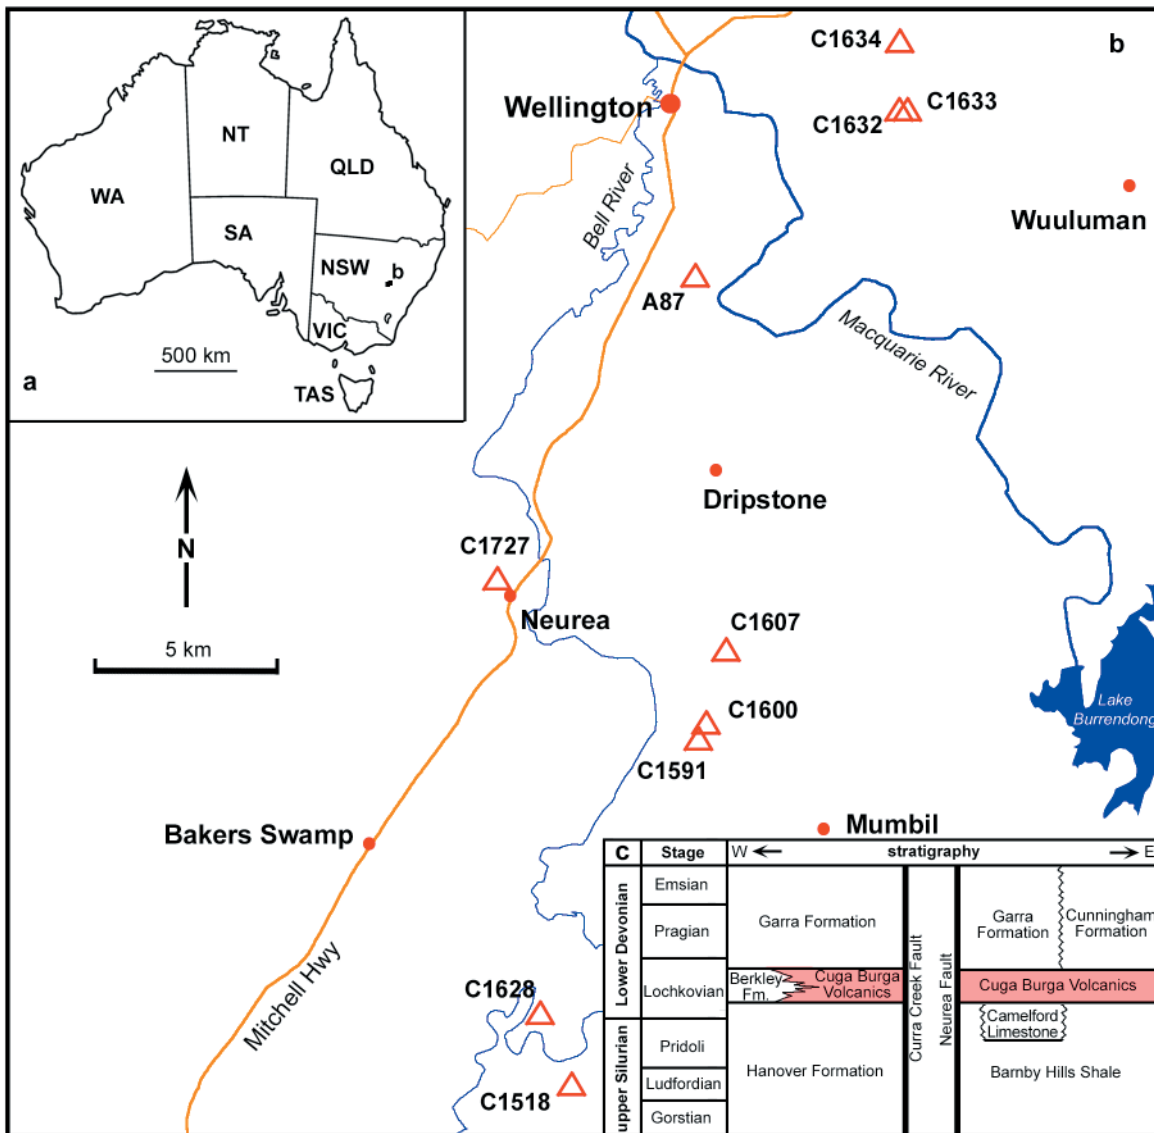 NT
WA
QLD
SA
NSW
b
VIC
500 km
a
TAS
b
C1634
C1633
C1632
Wellington
Wuuluman
Bell River
A87
Macquarie River
Dripstone
N
5 km
C1727
Neurea
C1607
C1600
C1591
Lake
Burrendong
Bakers Swamp
Mumbil
Mitchell Hwy
C1628
C1518
c
Stage
W
stratigraphy
E
Lower Devonian
Emsian
Pragian
Lochkovian
upper Silurian
Pridoli
Ludfordian
Gorstian
Garra Formation
Berkley
Fm.
Cuga Burga
Volcanics
Hanover Formation
Curra Creek Fault
Neurea Fault
Garra
Formation
Cunningham
Formation
Cuga Burga Volcanics
Camelford
Limestone
Barnby Hills Shale